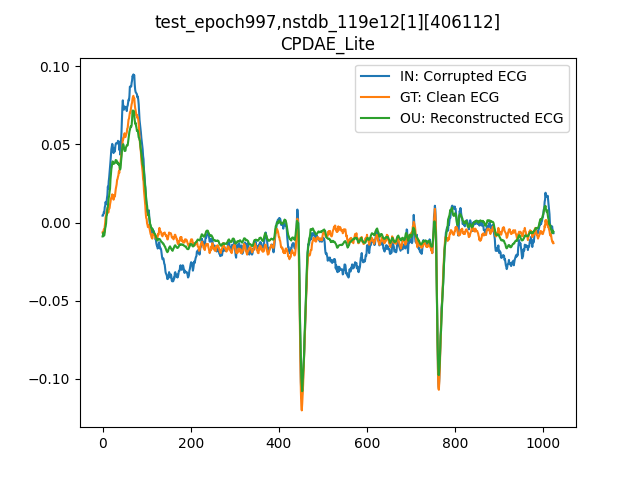 test_epoch997,nstdb_119e12[1][406112]
CPDAE_Lite
IN: Corrupted ECG
GT: Clean ECG
OU: Reconstructed ECG
0.10
0.05
0.00
−0.05
−0.10
0 200 400 600 800 1000